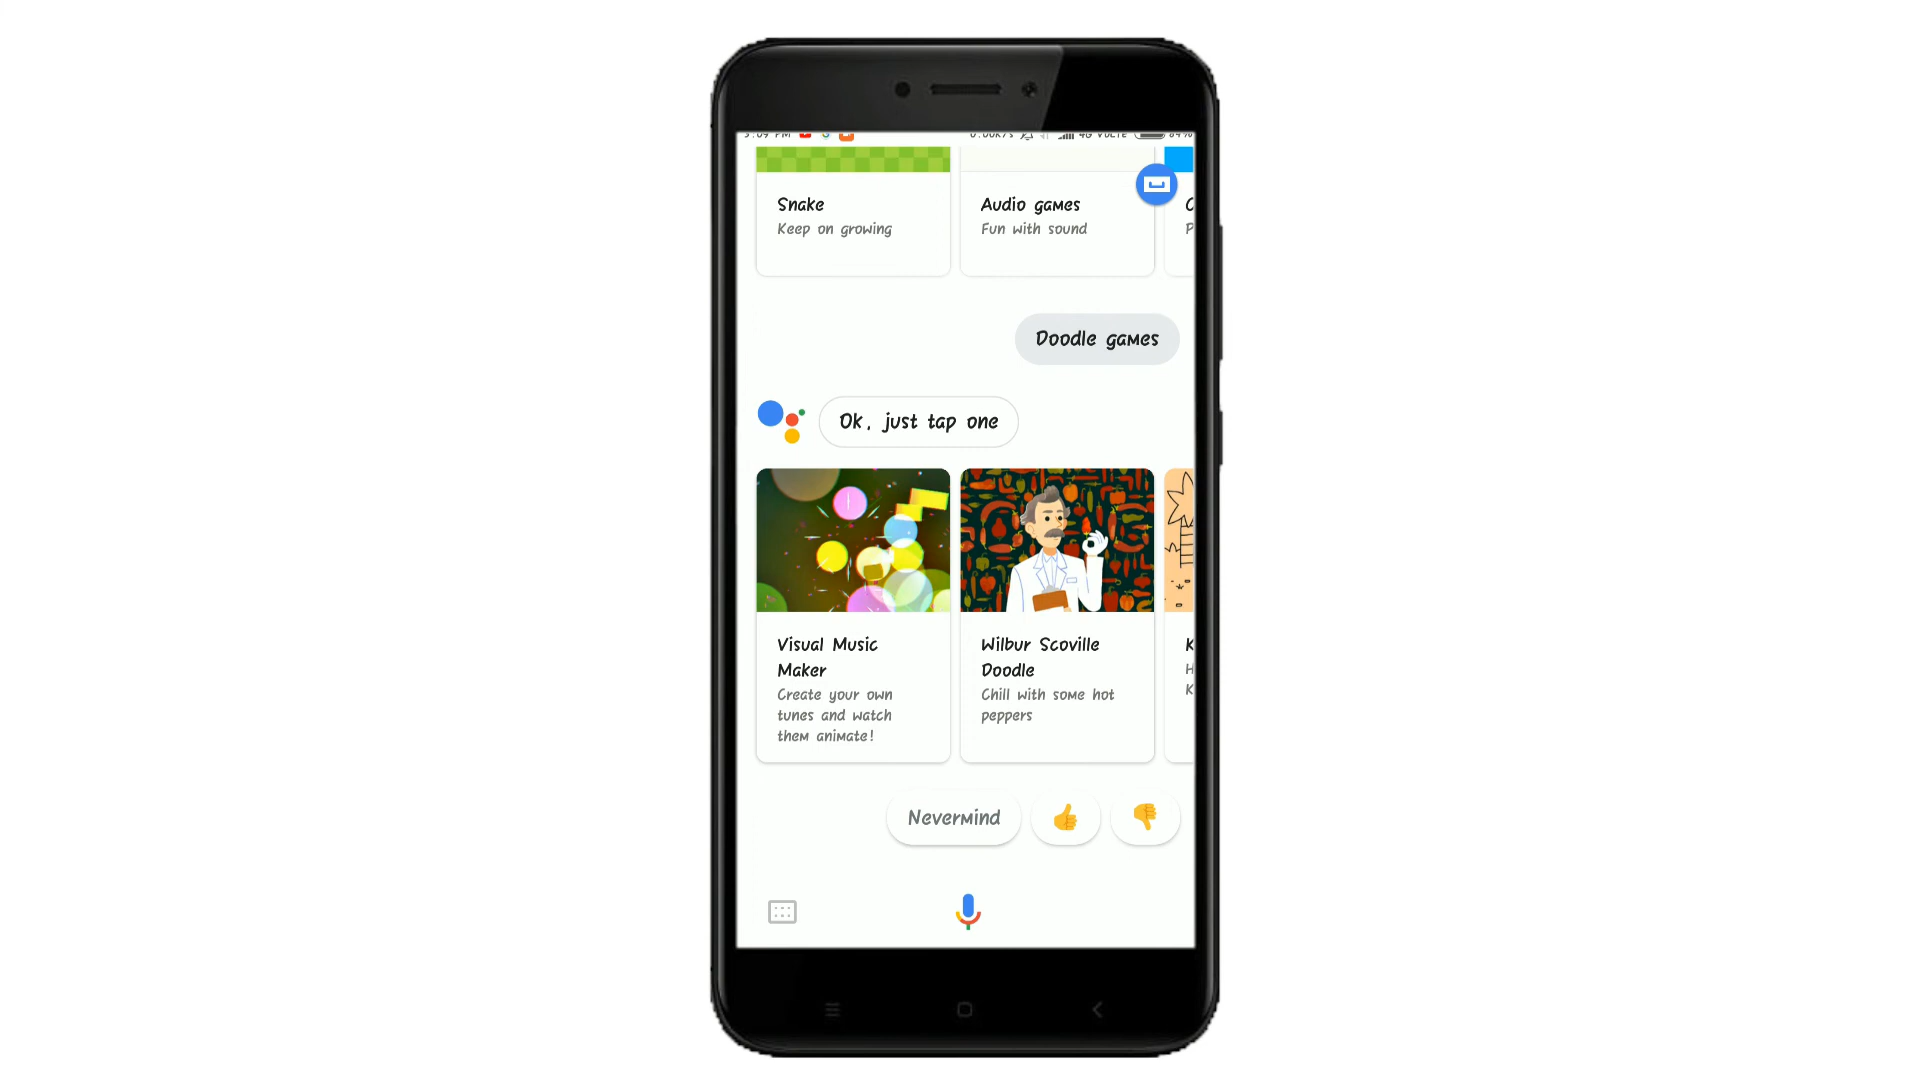 Snake
Keep on growing
Audio games
Fun with sound
Doodle games
Ok, just tap one
Visual Music
Maker
Create your own
tunes and watch
them animate!
Wilbur Scoville
Doodle
Chill with some hot
peppers
K
H
K
Nevermind